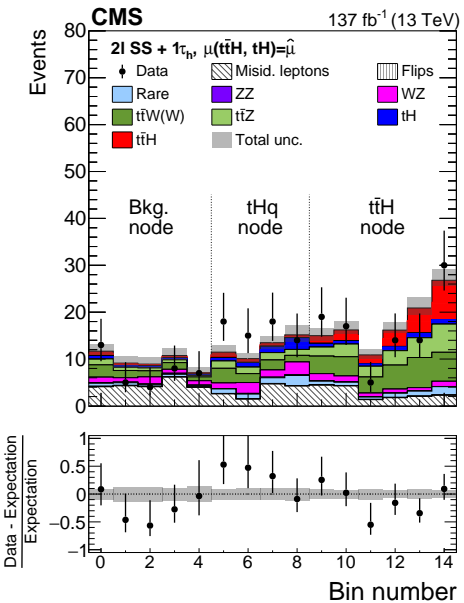 CMS 137 fb⁻¹ (13 TeV)
2l SS + 1τₕ, μ(tt̄H, tH)=μ̂
Data Misid. leptons Flips
Rare ZZ WZ
tt̄W(W) tt̄Z tH
tt̄H Total unc.
Events
80
70
60
50
40
30
20
10
0
Bkg. node
tHq node
tt̄H node
Data - Expectation
Expectation
1
0.5
0
−0.5
−1
0 2 4 6 8 10 12 14
Bin number